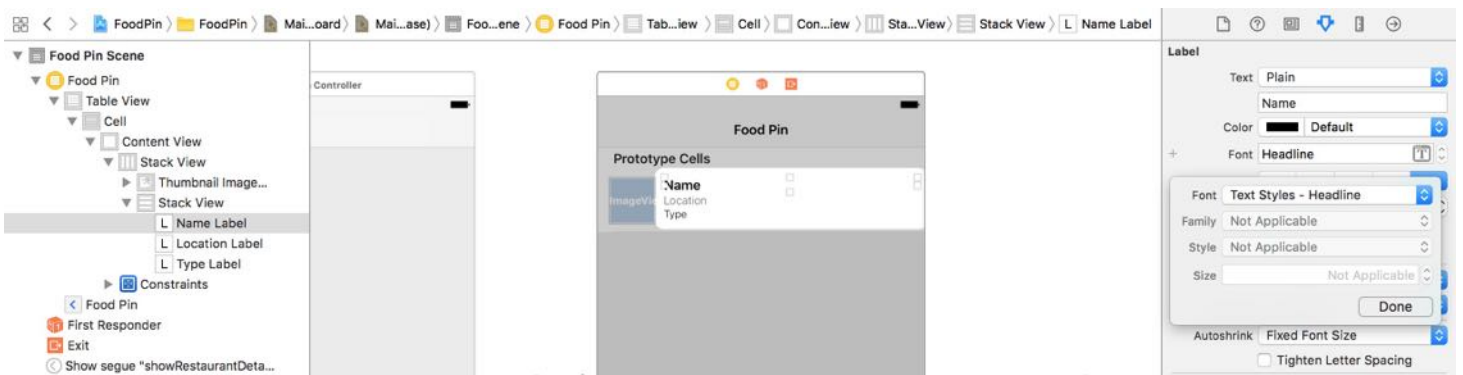 FoodPin FoodPin Mai...oard Mai...ase) Foo...ene Food Pin Tab...iew Cell Con...iew Sta...View Stack View L Name Label
Food Pin Scene
Food Pin
Table View
Cell
Content View
Stack View
Thumbnail Image...
Stack View
L Name Label
L Location Label
L Type Label
Constraints
Food Pin
First Responder
Exit
Show segue "showRestaurantDeta...
Controller
Food Pin
Prototype Cells
ImageVie
Name
Location
Type
Label
Text Plain
Name
Color Default
Font Headline
Font Text Styles - Headline
Family Not Applicable
Style Not Applicable
Size Not Applicable
Done
Autoshrink Fixed Font Size
Tighten Letter Spacing